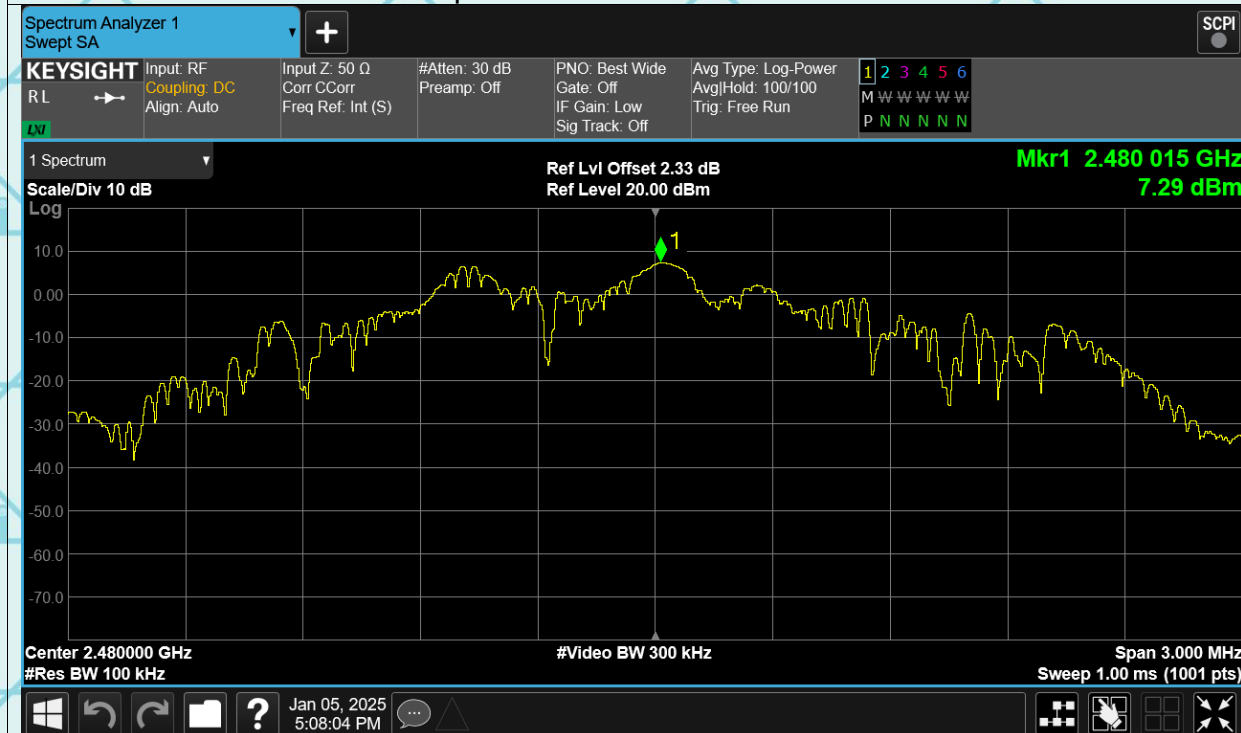 Spectrum Analyzer 1
Swept SA
+
SCPI
KEYSIGHT
RL
LXI
Input: RF
Coupling: DC
Align: Auto
Input Z: 50 Ω
Corr CCorr
Freq Ref: Int (S)
#Atten: 30 dB
Preamp: Off
PNO: Best Wide
Gate: Off
IF Gain: Low
Sig Track: Off
Avg Type: Log-Power
Avg|Hold: 100/100
Trig: Free Run
1 2 3 4 5 6
M W W W W W
P N N N N N
1 Spectrum
Scale/Div 10 dB
Log
Ref Lvl Offset 2.33 dB
Ref Level 20.00 dBm
Mkr1 2.480 015 GHz
7.29 dBm
1
10.0
0.00
-10.0
-20.0
-30.0
-40.0
-50.0
-60.0
-70.0
Center 2.480000 GHz
#Res BW 100 kHz
#Video BW 300 kHz
Span 3.000 MHz
Sweep 1.00 ms (1001 pts)
?
Jan 05, 2025
5:08:04 PM